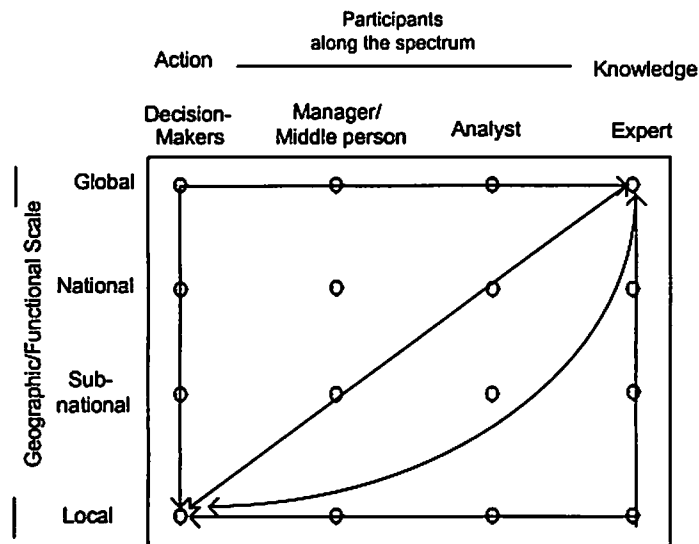 Participants
along the spectrum
Action
Knowledge
Decision-
Makers
Manager/
Middle person
Analyst
Expert
Geographic/Functional Scale
Global
National
Sub-
national
Local